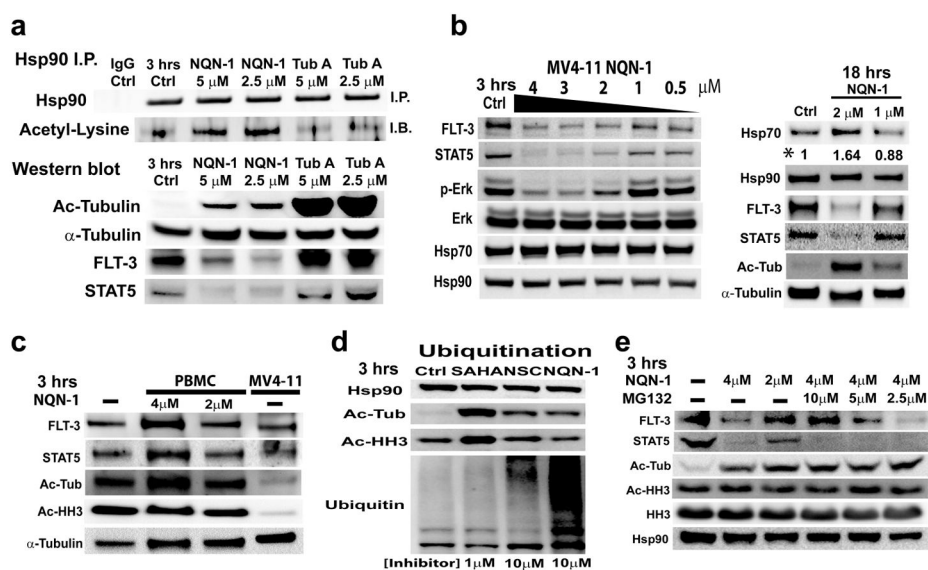 a
Hsp90 I.P.
IgG Ctrl
3 hrs Ctrl
NQN-1 5 μM
NQN-1 2.5 μM
Tub A 5 μM
Tub A 2.5 μM
Hsp90
I.P.
Acetyl-Lysine
I.B.
Western blot
3 hrs Ctrl
NQN-1 5 μM
NQN-1 2.5 μM
Tub A 5 μM
Tub A 2.5 μM
Ac-Tubulin
α-Tubulin
FLT-3
STAT5
b
MV4-11 NQN-1
3 hrs
Ctrl 4 3 2 1 0.5 μM
FLT-3
STAT5
p-Erk
Erk
Hsp70
Hsp90
18 hrs
NQN-1
Ctrl 2 μM 1 μM
Hsp70
* 1 1.64 0.88
Hsp90
FLT-3
STAT5
Ac-Tub
α-Tubulin
c
3 hrs PBMC MV4-11
NQN-1 – 4μM 2μM –
FLT-3
STAT5
Ac-Tub
Ac-HH3
α-Tubulin
d
Ubiquitination
3 hrs
Ctrl SAHA NSC NQN-1
Hsp90
Ac-Tub
Ac-HH3
Ubiquitin
[Inhibitor] 1μM 10μM 10μM
e
3 hrs
NQN-1 – 4μM 2μM 4μM 4μM 4μM
MG132 – – – 10μM 5μM 2.5μM
FLT-3
STAT5
Ac-Tub
Ac-HH3
HH3
Hsp90